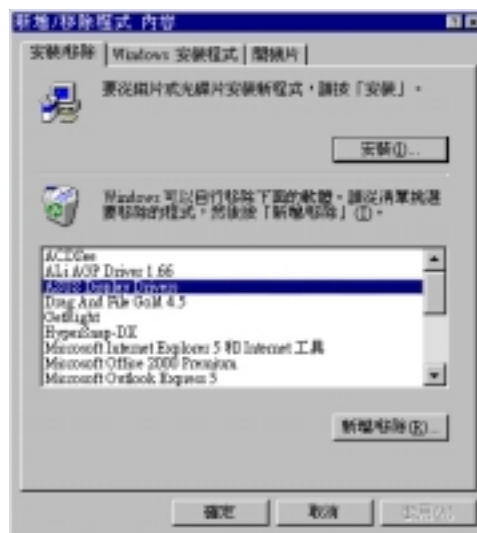 新增/移除程式 內容
安裝/移除
Windows 安裝程式
開機片
要從磁片或光碟片安裝新程式，請按「安裝」。
安裝(I)...
Windows 可以自行移除下面的軟體。請從清單挑選
要移除的程式，然後按「新增/移除」(T)。
ACDSee
ALi AGP Driver 1.66
ASUS Display Drivers
Drag And File Gold 4.5
GetRight
HyperSnap-DX
Microsoft Internet Explorer 5 和 Internet 工具
Microsoft Office 2000 Premium
Microsoft Outlook Express 5
新增/移除(R)...
確定
取消
套用(A)